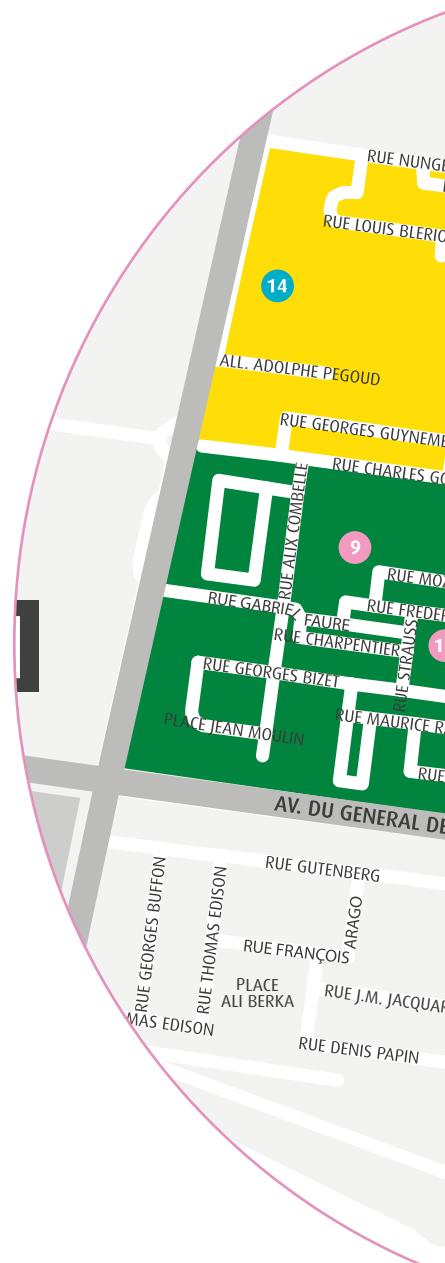 RUE NUNGE
RUE LOUIS BLERIO
14
ALL. ADOLPHE PEGOUD
RUE GEORGES GUYNEME
RUE CHARLES GO
RUE ALIX COMBELLE
9
RUE MOZ
RUE GABRIEL FAURE
RUE FREDER
RUE CHARPENTIER
RUE STRAUSS
1
RUE GEORGES BIZET
PLACE JEAN MOULIN
RUE MAURICE R
RUE
AV. DU GENERAL DE
RUE GUTENBERG
RUE GEORGES BUFFON
RUE THOMAS EDISON
ARAGO
RUE FRANÇOIS
PLACE
ALI BERKA
RUE J.M. JACQUAR
MAS EDISON
RUE DENIS PAPIN